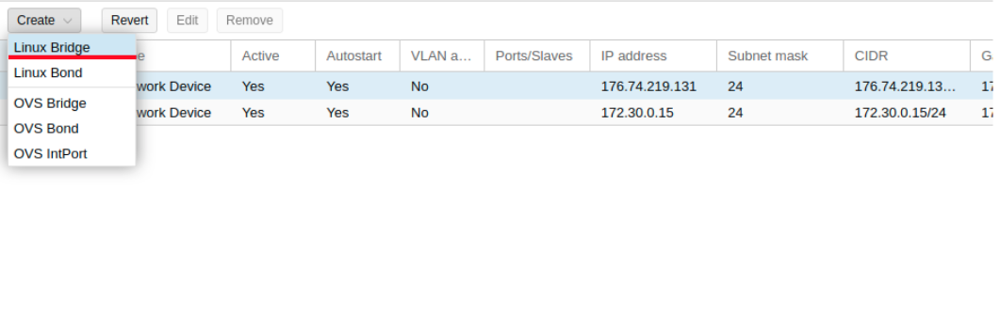 Create Revert Edit Remove
Linux Bridge
e Active Autostart VLAN a... Ports/Slaves IP address Subnet mask CIDR
Linux Bond
work Device Yes Yes No 176.74.219.131 24 176.74.219.13... 17
OVS Bridge
work Device Yes Yes No 172.30.0.15 24 172.30.0.15/24 17
OVS Bond
OVS IntPort